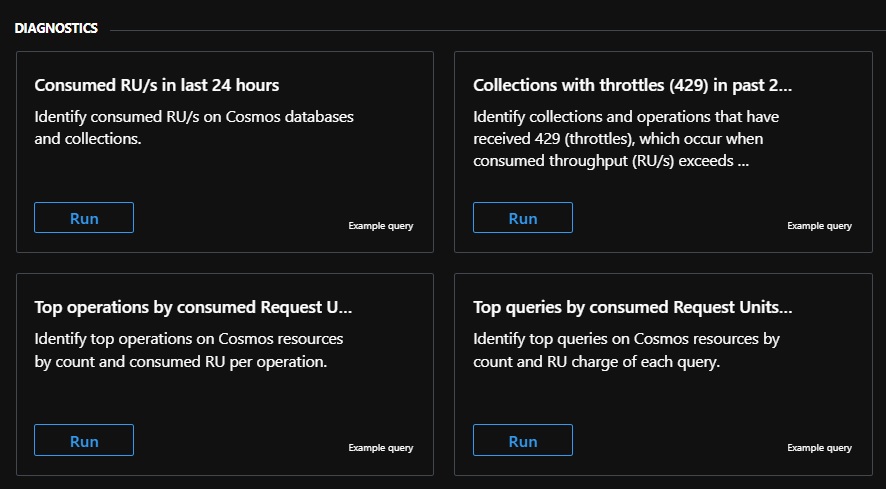 DIAGNOSTICS
Consumed RU/s in last 24 hours
Identify consumed RU/s on Cosmos databases
and collections.
Run
Example query
Collections with throttles (429) in past 2...
Identify collections and operations that have
received 429 (throttles), which occur when
consumed throughput (RU/s) exceeds ...
Run
Example query
Top operations by consumed Request U...
Identify top operations on Cosmos resources
by count and consumed RU per operation.
Run
Example query
Top queries by consumed Request Units...
Identify top queries on Cosmos resources by
count and RU charge of each query.
Run
Example query